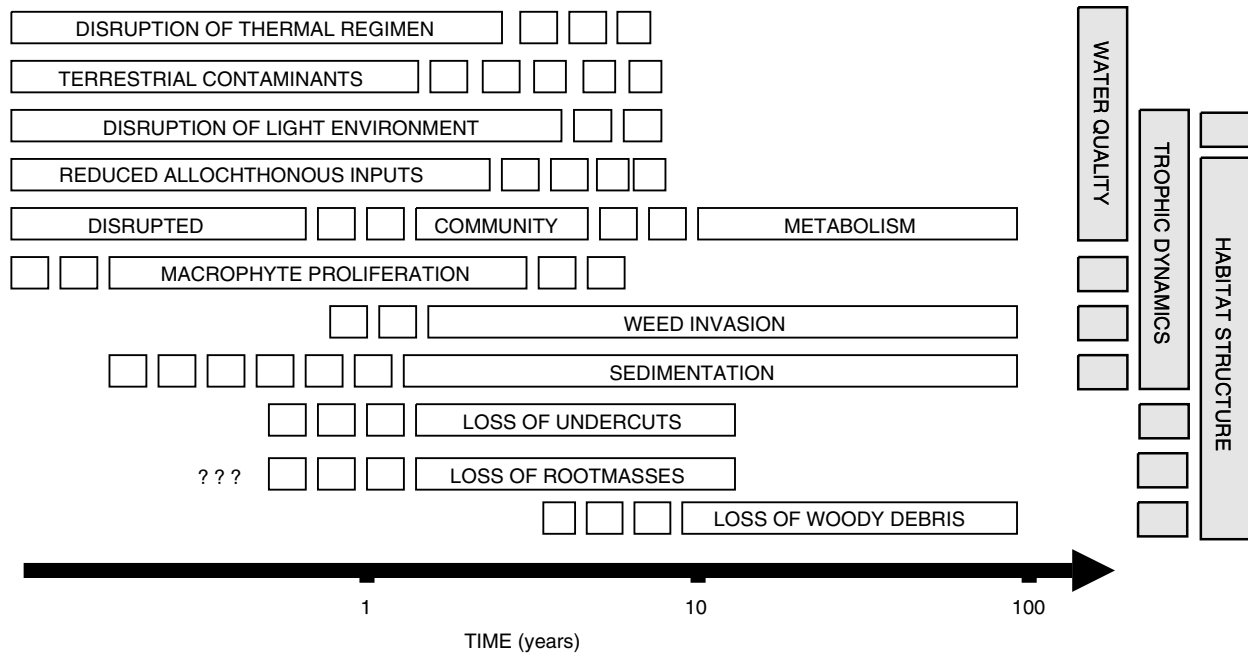 DISRUPTION OF THERMAL REGIMEN
TERRESTRIAL CONTAMINANTS
DISRUPTION OF LIGHT ENVIRONMENT
REDUCED ALLOCHTHONOUS INPUTS
DISRUPTED COMMUNITY METABOLISM
MACROPHYTE PROLIFERATION
WEED INVASION
SEDIMENTATION
LOSS OF UNDERCUTS
? ? ? LOSS OF ROOTMASSES
LOSS OF WOODY DEBRIS
1 10 100
TIME (years)
WATER QUALITY
TROPHIC DYNAMICS
HABITAT STRUCTURE